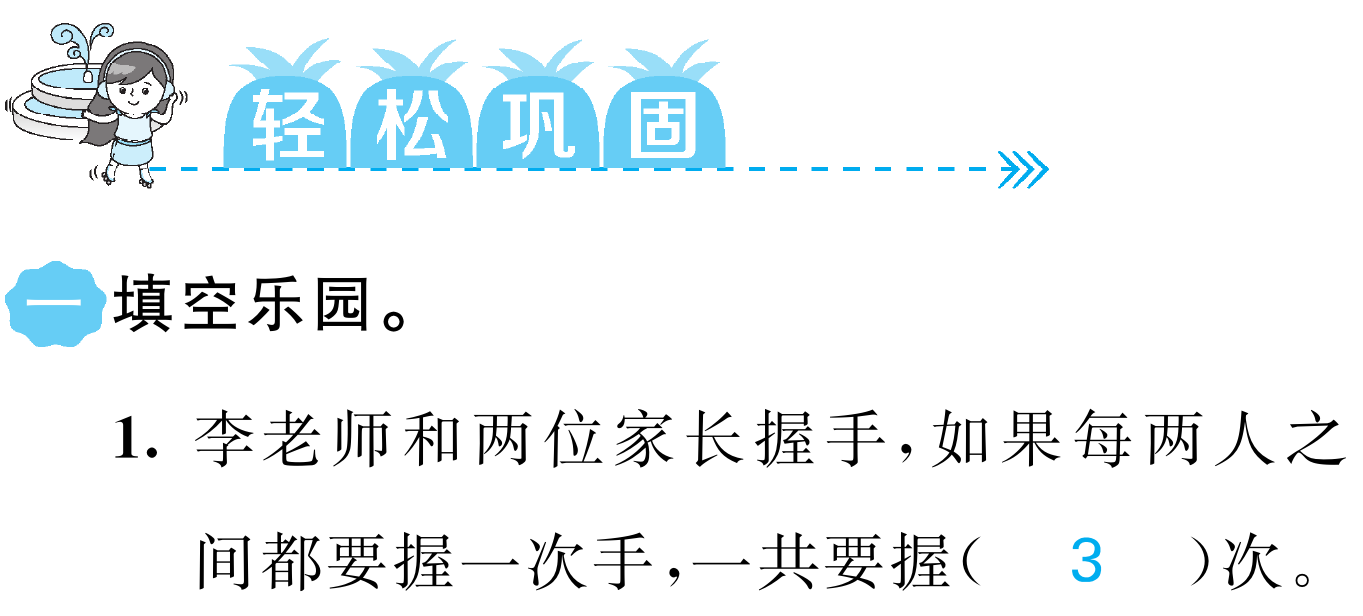 轻松巩固
一 填空乐园。
1. 李老师和两位家长握手,如果每两人之
间都要握一次手,一共要握( 3 )次。